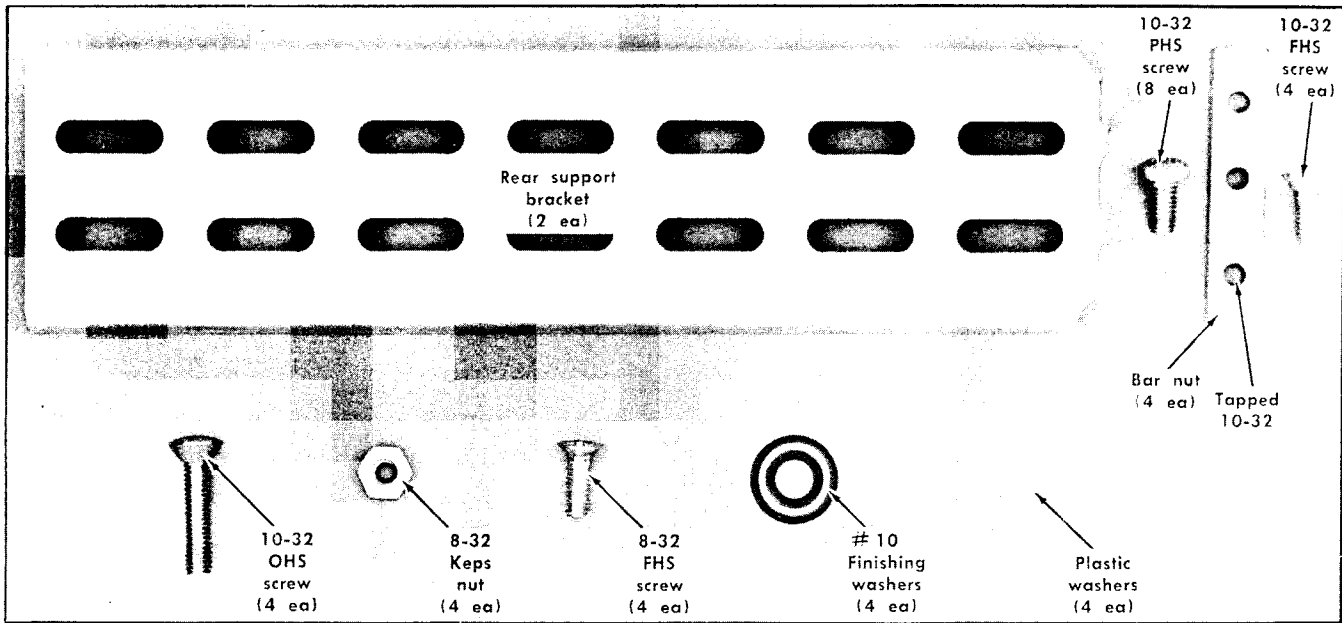 10-32
PHS
screw
(8 ea)
10-32
FHS
screw
(4 ea)
Rear support
bracket
(2 ea)
Bar nut
(4 ea)
Tapped
10-32
10-32
OHS
screw
(4 ea)
8-32
Keps
nut
(4 ea)
8-32
FHS
screw
(4 ea)
# 10
Finishing
washers
(4 ea)
Plastic
washers
(4 ea)